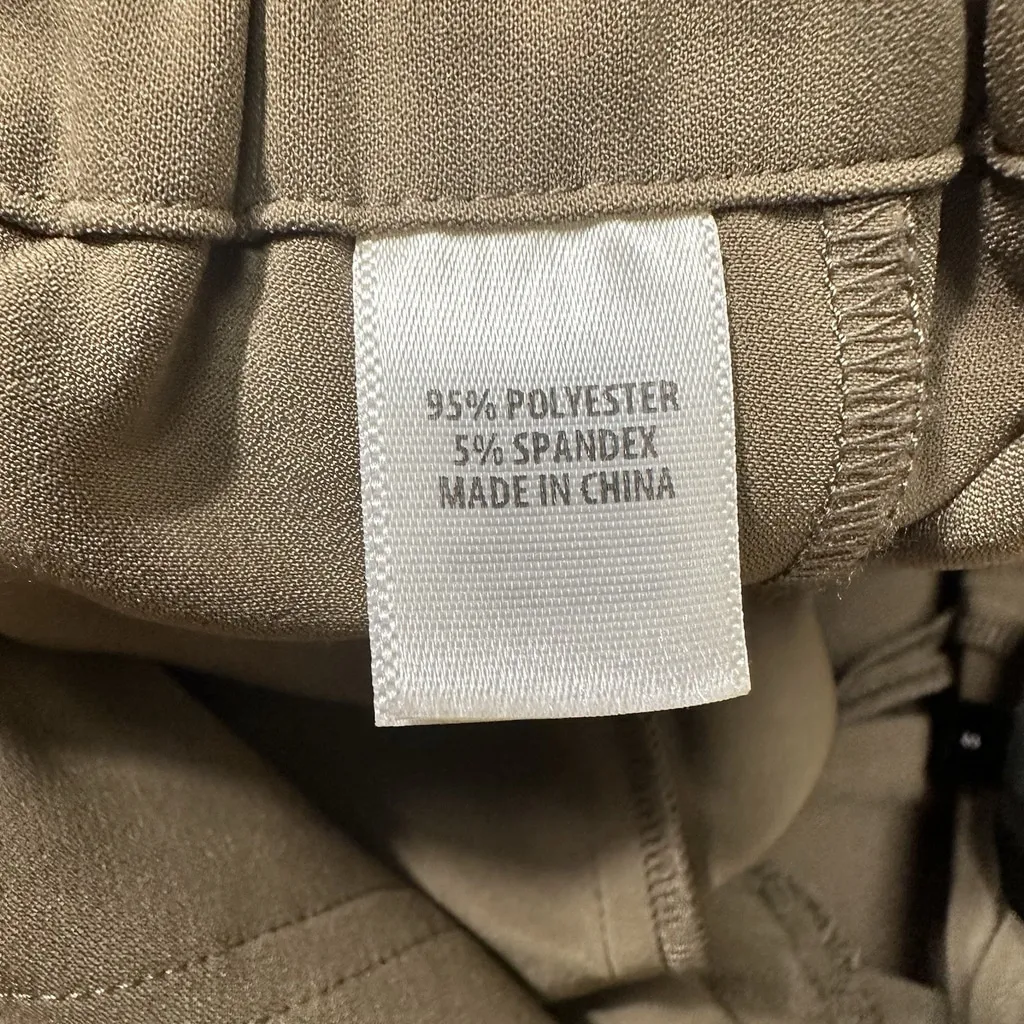 95% POLYESTER
5% SPANDEX
MADE IN CHINA